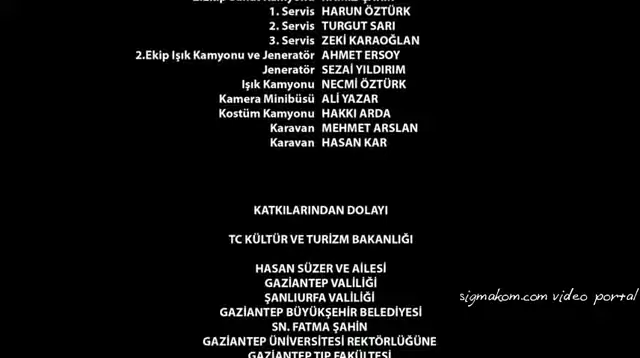 1. Servis HARUN ÖZTÜRK
2. Servis TURGUT SARI
3. Servis ZEKİ KARAOĞLAN
2.Ekip Işık Kamyonu ve Jeneratör AHMET ERSOY
Jeneratör SEZAİ YILDIRIM
Işık Kamyonu NECMİ ÖZTÜRK
Kamera Minibüsü ALİ YAZAR
Kostüm Kamyonu HAKKI ARDA
Karavan MEHMET ARSLAN
Karavan HASAN KAR
KATKILARINDAN DOLAYI
TC KÜLTÜR VE TURİZM BAKANLIĞI
HASAN SÜZER VE AİLESİ
GAZİANTEP VALİLİĞİ
ŞANLIURFA VALİLİĞİ
sigmakom.com video portal
GAZİANTEP BÜYÜKŞEHİR BELEDİYESİ
SN. FATMA ŞAHİN
GAZİANTEP ÜNİVERSİTESİ REKTÖRLÜĞÜNE
GAZİANTEP TIP FAKÜLTESİ